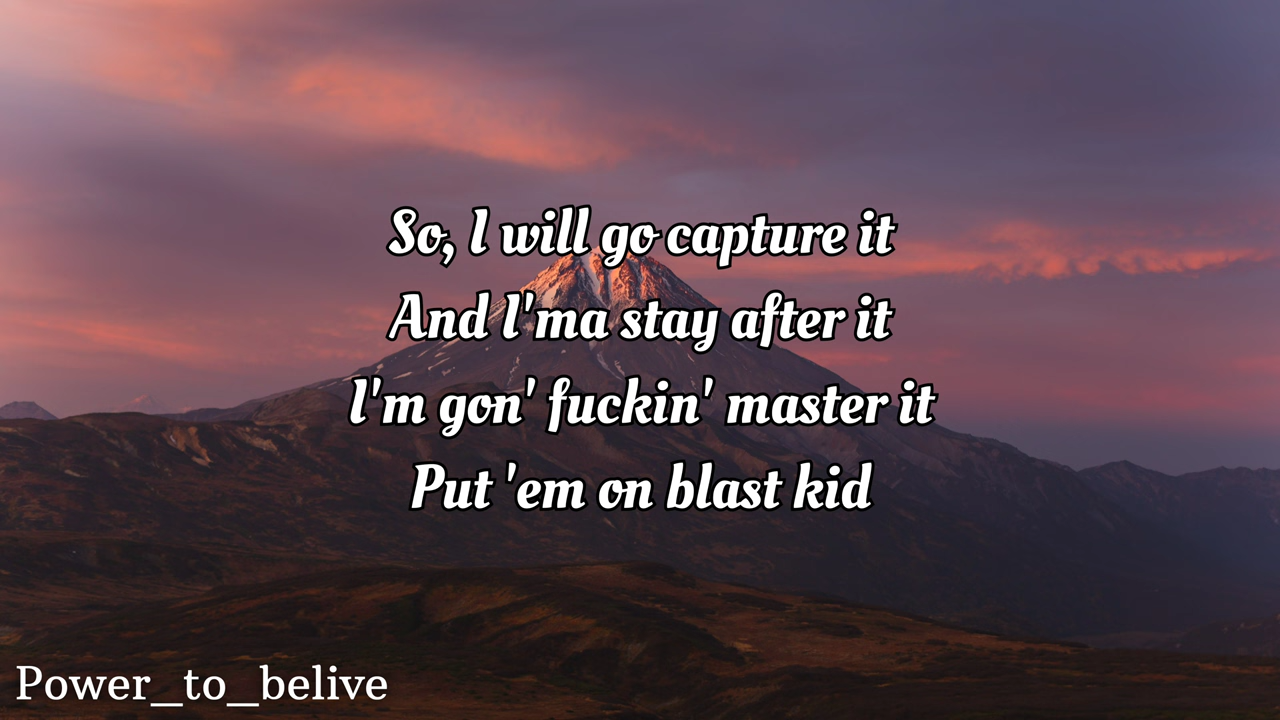 So, I will go capture it
And I'ma stay after it
I'm gon' fuckin' master it
Put 'em on blast kid
Power_to_belive